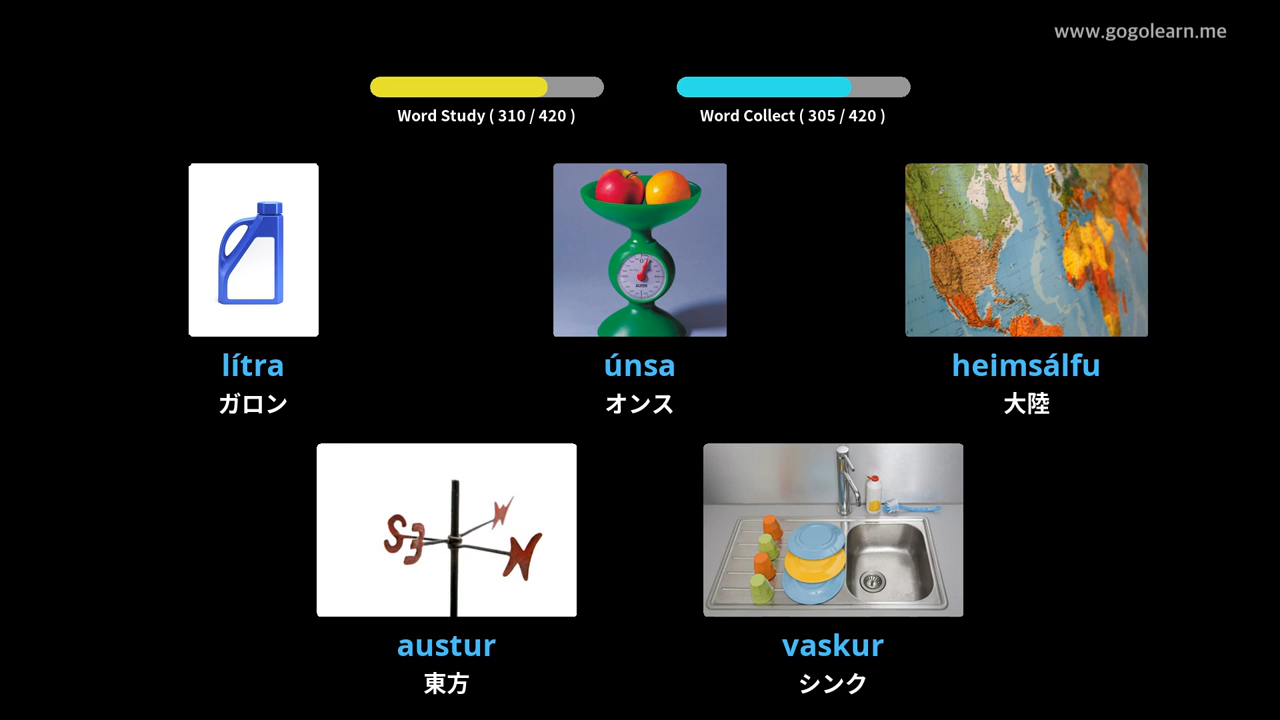 www.gogolearn.me
Word Study ( 310 / 420 )
Word Collect ( 305 / 420 )
lítra
ガロン
únsa
オンス
heimsálfu
大陸
austur
東方
vaskur
シンク